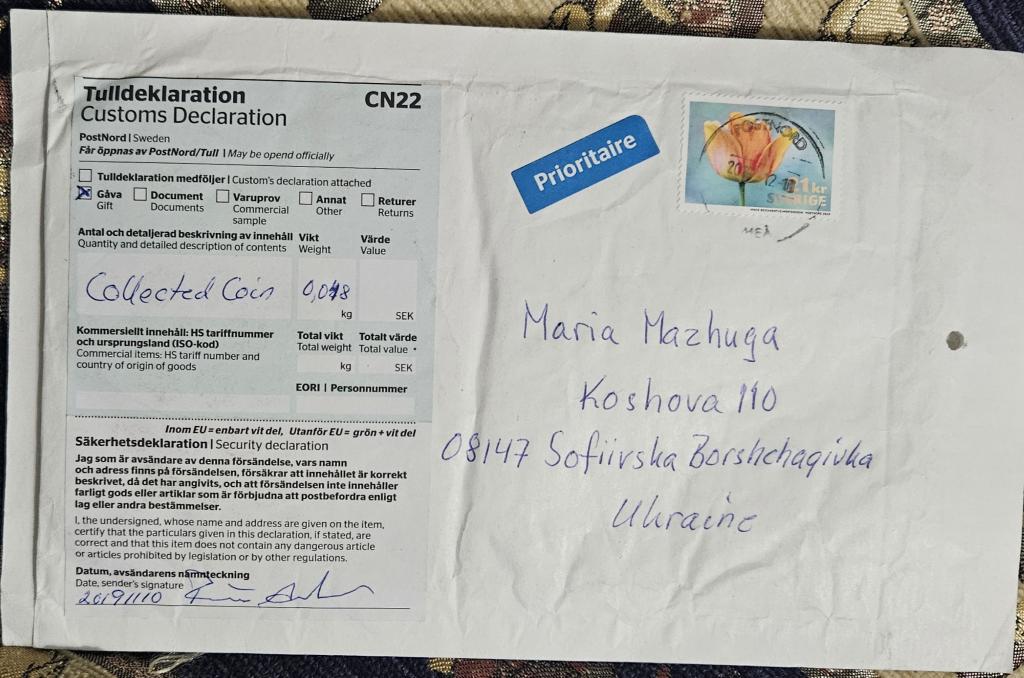 Tulldeklaration CN22
Customs Declaration
PostNord | Sweden
Får öppnas av PostNord/Tull | May be opend officially
Tulldeklaration medföljer | Custom's declaration attached
Gåva Document Varuprov Annat Returer
Gift Documents Commercial sample Other Returns
Antal och detaljerad beskrivning av innehåll Vikt Värde
Quantity and detailed description of contents Weight Value
Collected Coin 0,018
kg SEK
Kommersiellt innehåll: HS tariffnummer Total vikt Totalt värde
och ursprungsland (ISO-kod) Total weight Total value
Commercial items: HS tariff number and kg SEK
country of origin of goods
EORI | Personnummer
Inom EU = enbart vit del, Utanför EU = grön + vit del
Säkerhetsdeklaration | Security declaration
Jag som är avsändare av denna försändelse, vars namn
och adress finns på försändelsen, försäkrar att innehållet är korrekt
beskrivet, då det har angivits, och att försändelsen inte innehåller
farligt gods eller artiklar som är förbjudna att postbefordra enligt
lag eller andra bestämmelser.
I, the undersigned, whose name and address are given on the item,
certify that the particulars given in this declaration, if stated, are
correct and that this item does not contain any dangerous article
or articles prohibited by legislation or by other regulations.
Datum, avsändarens namnteckning
Date, sender's signature
20191110
Prioritaire
POSTNORD
21 kr
SVERIGE
Maria Mazhuga
Koshova 110
08147 Sofiivska Borshchagivka
Ukraine